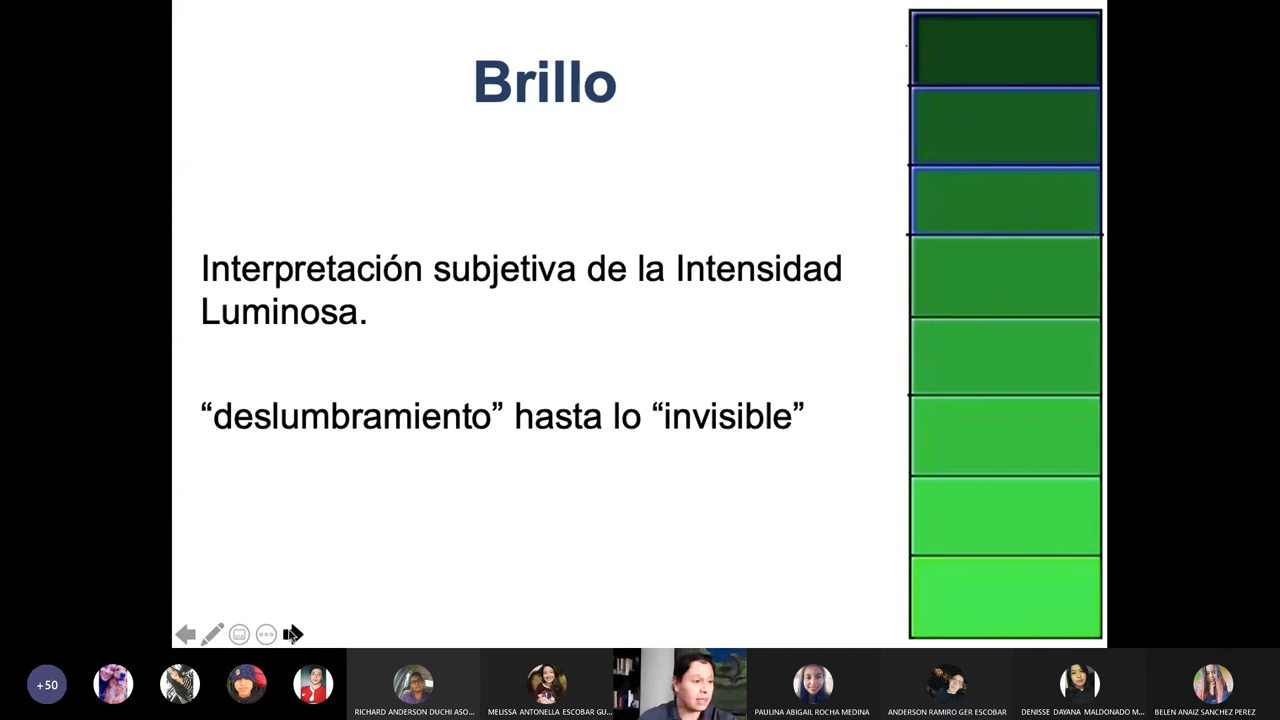 Brillo
Interpretación subjetiva de la Intensidad
Luminosa.
“deslumbramiento” hasta lo “invisible”
+50
RICHARD ANDERSON DUCHI ASO...
MELISSA ANTONELLA ESCOBAR GU...
PAULINA ABIGAIL ROCHA MEDINA
ANDERSON RAMIRO GER ESCOBAR
DENISSE DAYANA MALDONADO M...
BELEN ANAIZ SANCHEZ PEREZ